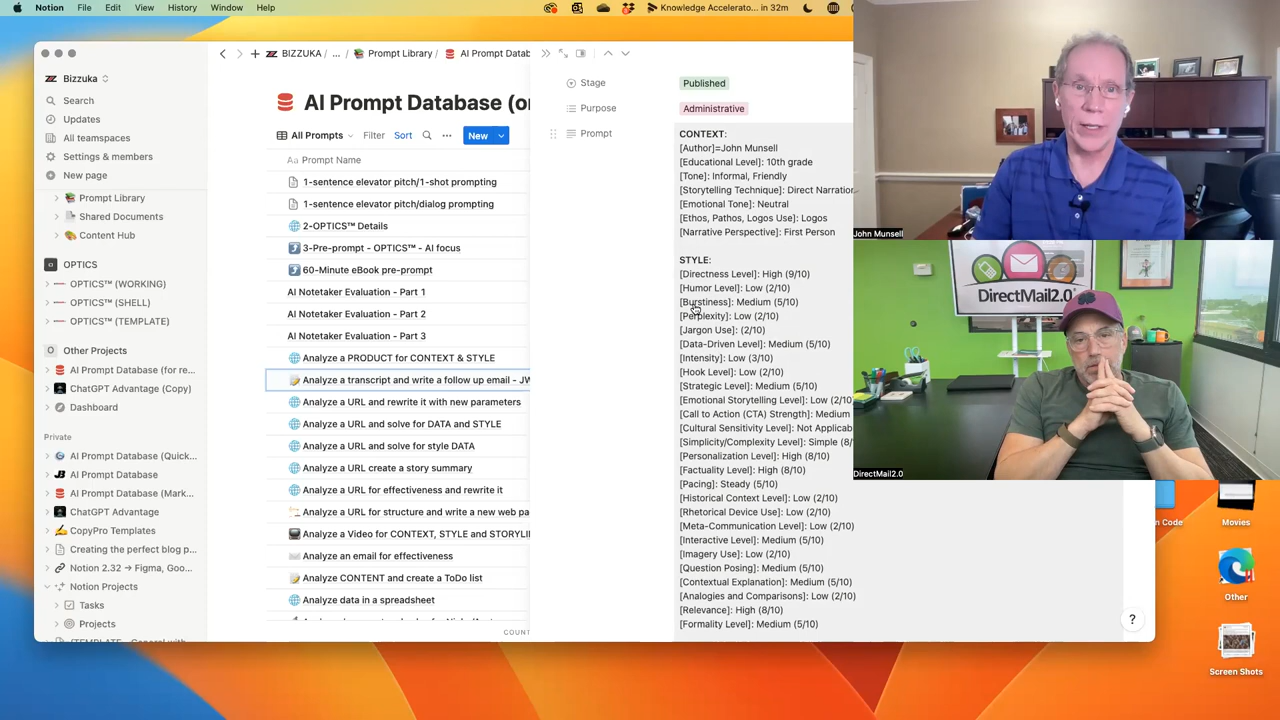 Notion File Edit View History Window Help Knowledge Accelerato... in 32m
Bizzuka
Search
Updates
All teamspaces
Settings & members
New page
Prompt Library
Shared Documents
Content Hub
OPTICS
OPTICS™ (WORKING)
OPTICS™ (SHELL)
OPTICS™ (TEMPLATE)
Other Projects
AI Prompt Database (for re...
ChatGPT Advantage (Copy)
Dashboard
Private
AI Prompt Database (Quick...
AI Prompt Database
AI Prompt Database (Mark...
ChatGPT Advantage
CopyPro Templates
Creating the perfect blog p...
Notion 2.32 → Figma, Goo...
Notion Projects
Tasks
Projects
BIZZUKA / ... / Prompt Library / AI Prompt Datab
AI Prompt Database (or
All Prompts Filter Sort ... New
Aa Prompt Name
1-sentence elevator pitch/1-shot prompting
1-sentence elevator pitch/dialog prompting
2-OPTICS™ Details
3-Pre-prompt - OPTICS™ - AI focus
60-Minute eBook pre-prompt
AI Notetaker Evaluation - Part 1
AI Notetaker Evaluation - Part 2
AI Notetaker Evaluation - Part 3
Analyze a PRODUCT for CONTEXT & STYLE
Analyze a transcript and write a follow up email - JW
Analyze a URL and rewrite it with new parameters
Analyze a URL and solve for DATA and STYLE
Analyze a URL and solve for style DATA
Analyze a URL create a story summary
Analyze a URL for effectiveness and rewrite it
Analyze a URL for structure and write a new web pa
Analyze a Video for CONTEXT, STYLE and STORYLI
Analyze an email for effectiveness
Analyze CONTENT and create a ToDo list
Analyze data in a spreadsheet
COUNT
Stage Published
Purpose Administrative
Prompt
CONTEXT:
[Author]=John Munsell
[Educational Level]: 10th grade
[Tone]: Informal, Friendly
[Storytelling Technique]: Direct Narration
[Emotional Tone]: Neutral
[Ethos, Pathos, Logos Use]: Logos
[Narrative Perspective]: First Person
STYLE:
[Directness Level]: High (9/10)
[Humor Level]: Low (2/10)
[Burstiness]: Medium (5/10)
[Perplexity]: Low (2/10)
[Jargon Use]: (2/10)
[Data-Driven Level]: Medium (5/10)
[Intensity]: Low (3/10)
[Hook Level]: Low (2/10)
[Strategic Level]: Medium (5/10)
[Emotional Storytelling Level]: Low (2/10)
[Call to Action (CTA) Strength]: Medium
[Cultural Sensitivity Level]: Not Applicab
[Simplicity/Complexity Level]: Simple (8/
[Personalization Level]: High (8/10)
[Factuality Level]: High (8/10)
[Pacing]: Steady (5/10)
[Historical Context Level]: Low (2/10)
[Rhetorical Device Use]: Low (2/10)
[Meta-Communication Level]: Low (2/10)
[Interactive Level]: Medium (5/10)
[Imagery Use]: Low (2/10)
[Question Posing]: Medium (5/10)
[Contextual Explanation]: Medium (5/10)
[Analogies and Comparisons]: Low (2/10)
[Relevance]: High (8/10)
[Formality Level]: Medium (5/10)
?
John Munsell
DirectMail2.0
DirectMail2.0
n Code
Movies
Other
Screen Shots